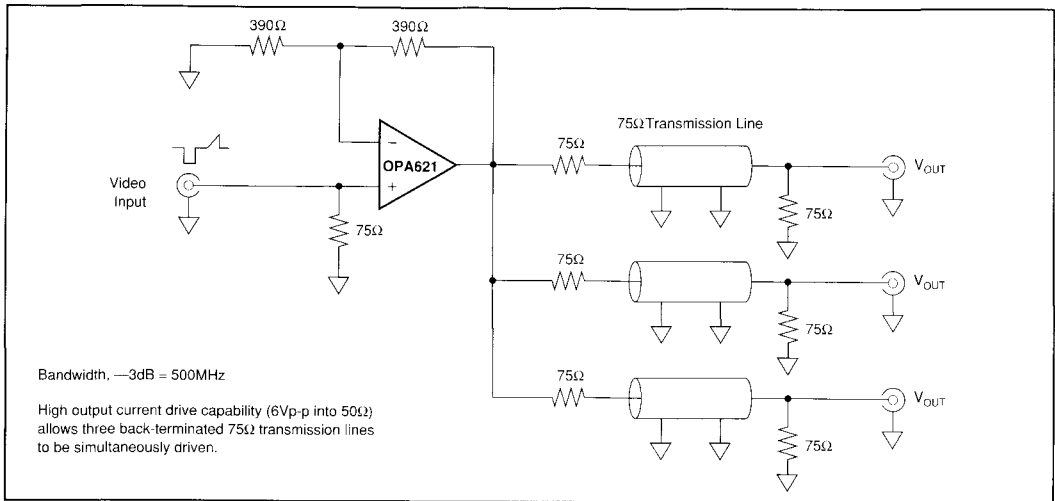 390Ω 390Ω
75Ω Transmission Line
75Ω
OPA621
−
+
Video
Input
75Ω
V_OUT
75Ω
75Ω
V_OUT
75Ω
75Ω
V_OUT
75Ω
Bandwidth, —3dB = 500MHz
High output current drive capability (6Vp-p into 50Ω)
allows three back-terminated 75Ω transmission lines
to be simultaneously driven.